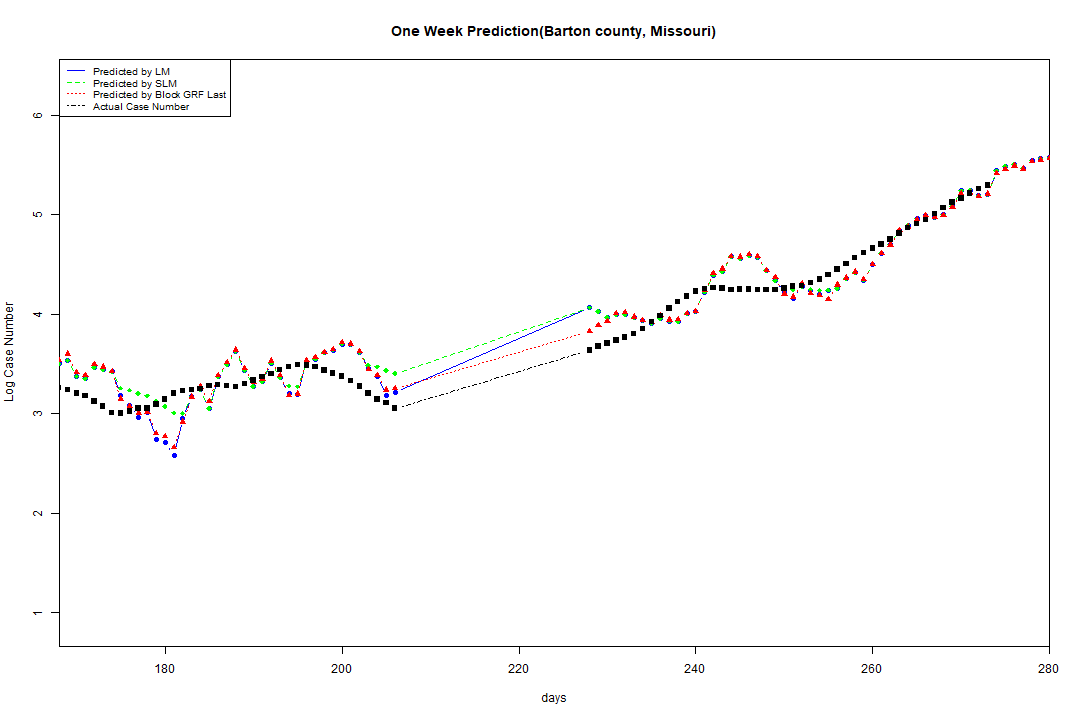 One Week Prediction(Barton county, Missouri)
Predicted by LM
Predicted by SLM
Predicted by Block GRF Last
Actual Case Number
6
5
4
3
2
1
Log Case Number
180 200 220 240 260 280
days